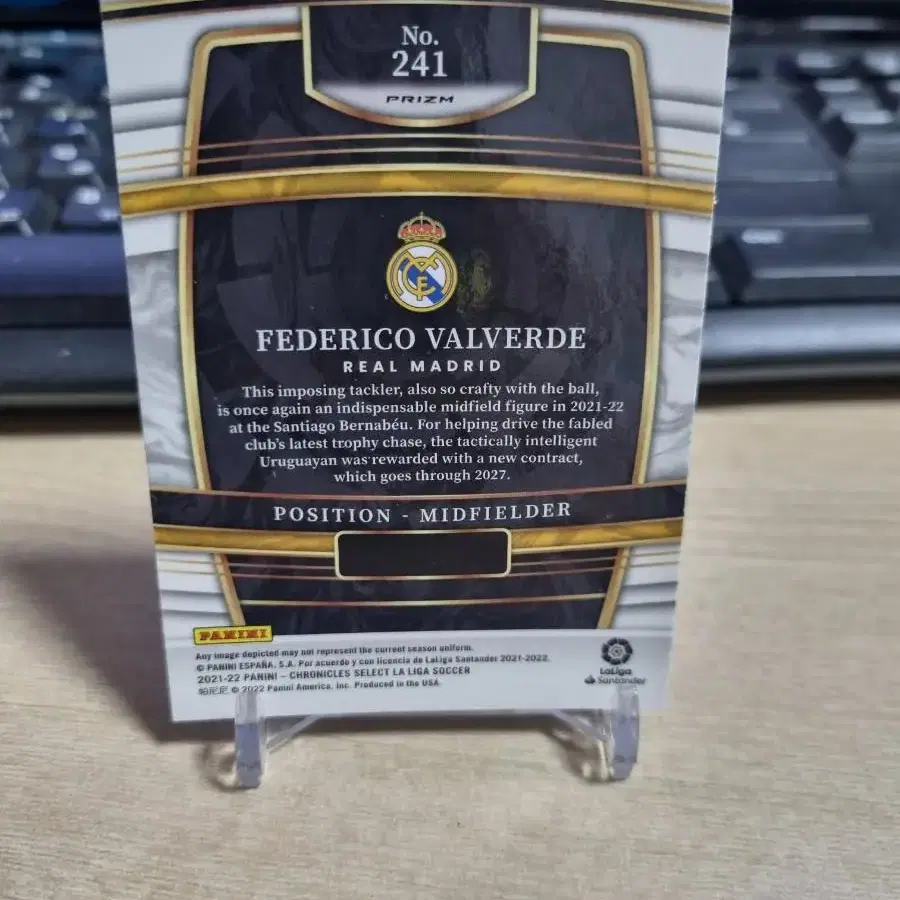 No.
241
PRIZM
FEDERICO VALVERDE
REAL MADRID
This imposing tackler, also so crafty with the ball,
is once again an indispensable midfield figure in 2021-22
at the Santiago Bernabéu. For helping drive the fabled
club's latest trophy chase, the tactically intelligent
Uruguayan was rewarded with a new contract,
which goes through 2027.
POSITION - MIDFIELDER
PANINI
Any image depicted may not represent the current season uniform.
© PANINI ESPAÑA, S.A. Por acuerdo y con licencia de LaLiga Santander 2021-2022.
2021-22 PANINI – CHRONICLES SELECT LA LIGA SOCCER
帕尼尼 © 2022 Panini America, Inc. Produced in the USA.
LaLiga
Santander